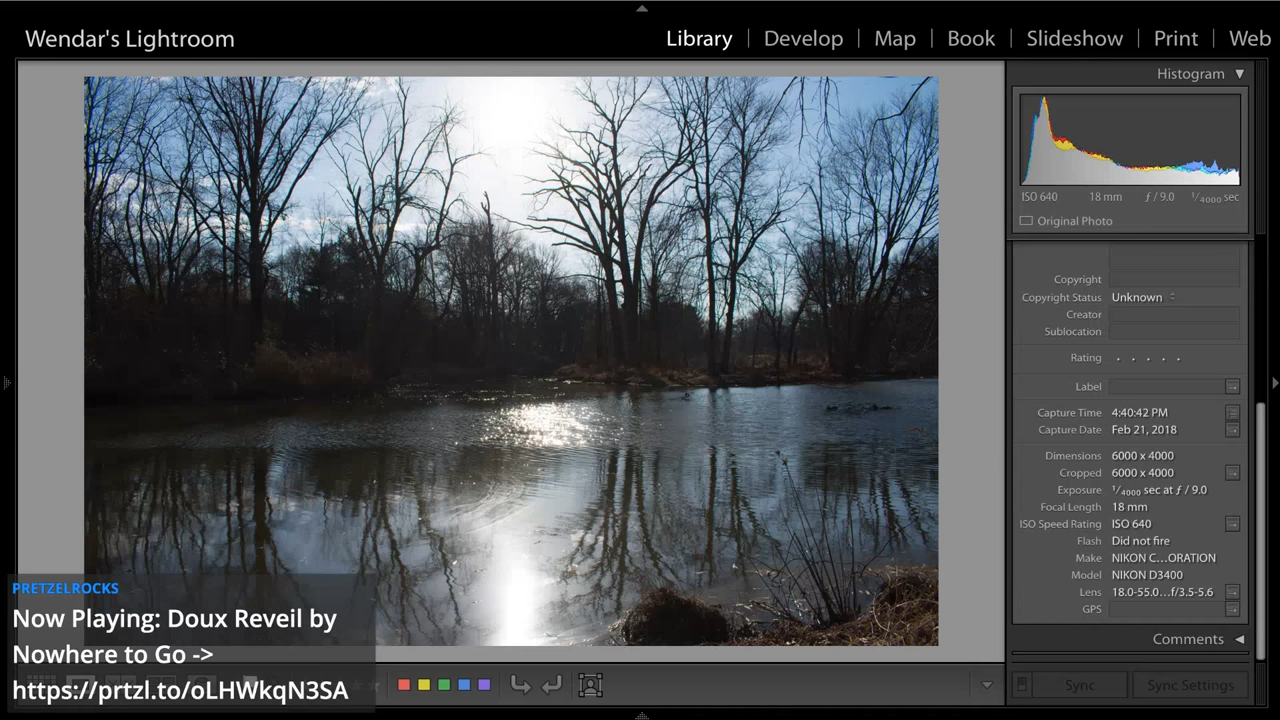 Wendar's Lightroom
Library | Develop | Map | Book | Slideshow | Print | Web
Histogram
ISO 640 18 mm ƒ / 9.0 1/4000 sec
Original Photo
Copyright
Copyright Status Unknown
Creator
Sublocation
Rating . . . . .
Label
Capture Time 4:40:42 PM
Capture Date Feb 21, 2018
Dimensions 6000 x 4000
Cropped 6000 x 4000
Exposure 1/4000 sec at ƒ / 9.0
Focal Length 18 mm
ISO Speed Rating ISO 640
Flash Did not fire
Make NIKON C...ORATION
Model NIKON D3400
Lens 18.0-55.0...f/3.5-5.6
GPS
Comments
Sync Sync Settings
PRETZELROCKS
Now Playing: Doux Reveil by
Nowhere to Go ->
https://prtzl.to/oLHWkqN3SA